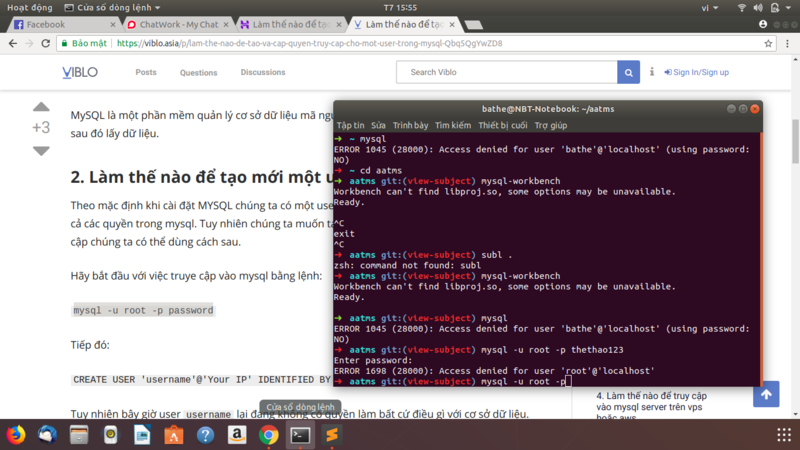 Hoạt động
Cửa sổ dòng lệnh
T7 15:55
vi
Facebook
ChatWork - My Chat
Làm thế nào để tạo
Làm thế nào để tạo
Bảo mật
https://viblo.asia/p/lam-the-nao-de-tao-va-cap-quyen-truy-cap-cho-mot-user-trong-mysql-Qbq5QgYwZD8
VIBLO
Posts
Questions
Discussions
Search Viblo
Sign In/Sign up
+3
MySQL là một phần mềm quản lý cơ sở dữ liệu mã ngu
sau đó lấy dữ liệu.
2. Làm thế nào để tạo mới một u
Theo mặc định khi cài đặt MYSQL chúng ta có một use
cả các quyền trong mysql. Tuy nhiên chúng ta muốn tạ
cập chúng ta có thể dùng cách sau.
Hãy bắt đầu với việc truye cập vào mysql bằng lệnh:
mysql -u root -p password
Tiếp đó:
CREATE USER 'username'@'Your IP' IDENTIFIED BY
Tuy nhiên bây giờ user username lại đang không có quyền làm bất cứ điều gì với cơ sở dữ liệu.
bathe@NBT-Notebook: ~/aatms
Tập tin Sửa Trình bày Tìm kiếm Thiết bị cuối Trợ giúp
➜ ~ mysql
ERROR 1045 (28000): Access denied for user 'bathe'@'localhost' (using password:
NO)
➜ ~ cd aatms
➜ aatms git:(view-subject) mysql-workbench
Workbench can't find libproj.so, some options may be unavailable.
Ready.
^C
exit
^C
➜ aatms git:(view-subject) subl .
zsh: command not found: subl
➜ aatms git:(view-subject) mysql-workbench
Workbench can't find libproj.so, some options may be unavailable.
Ready.
➜ aatms git:(view-subject) mysql
ERROR 1045 (28000): Access denied for user 'bathe'@'localhost' (using password:
NO)
➜ aatms git:(view-subject) mysql -u root -p thethao123
Enter password:
ERROR 1698 (28000): Access denied for user 'root'@'localhost'
➜ aatms git:(view-subject) mysql -u root -p
4. Làm thế nào để truy cập
vào mysql server trên vps
hoặc aws
Cửa sổ dòng lệnh